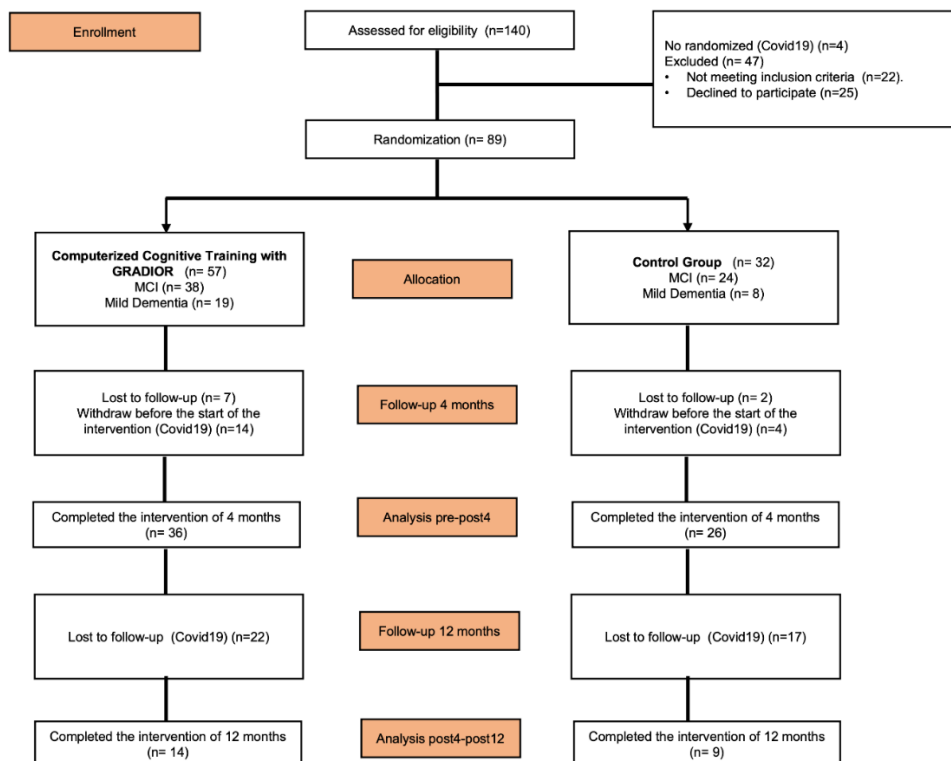 Enrollment
Assessed for eligibility (n=140)
No randomized (Covid19) (n=4)
Excluded (n= 47)
• Not meeting inclusion criteria (n=22).
• Declined to participate (n=25)
Randomization (n= 89)
Computerized Cognitive Training with
GRADIOR (n= 57)
MCI (n= 38)
Mild Dementia (n= 19)
Allocation
Control Group (n= 32)
MCI (n= 24)
Mild Dementia (n= 8)
Lost to follow-up (n= 7)
Withdraw before the start of the
intervention (Covid19) (n=14)
Follow-up 4 months
Lost to follow-up (n= 2)
Withdraw before the start of the
intervention (Covid19) (n=4)
Completed the intervention of 4 months
(n= 36)
Analysis pre-post4
Completed the intervention of 4 months
(n= 26)
Lost to follow-up (Covid19) (n=22)
Follow-up 12 months
Lost to follow-up (Covid19) (n=17)
Completed the intervention of 12 months
(n= 14)
Analysis post4-post12
Completed the intervention of 12 months
(n= 9)